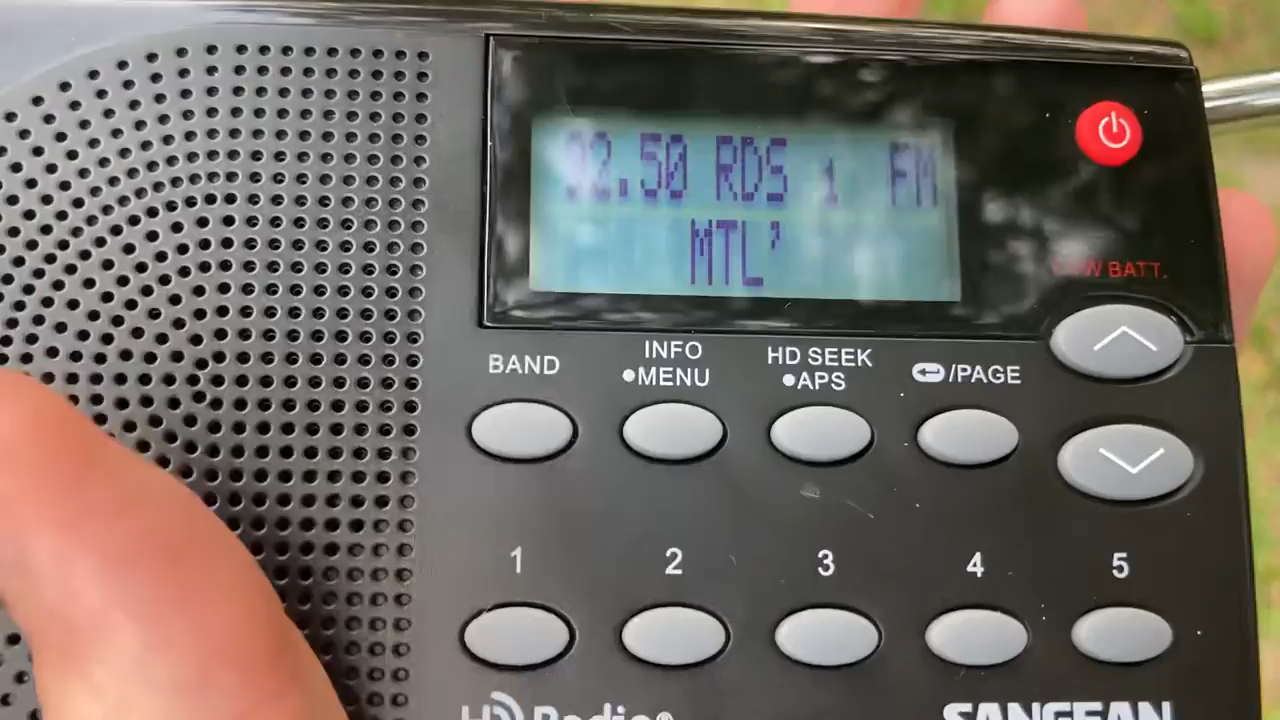 92.50 RDS 1 FM
MTL'
LOW BATT.
BAND
INFO
•MENU
HD SEEK
•APS
/PAGE
1 2 3 4 5
HD Radio®
SANGEAN